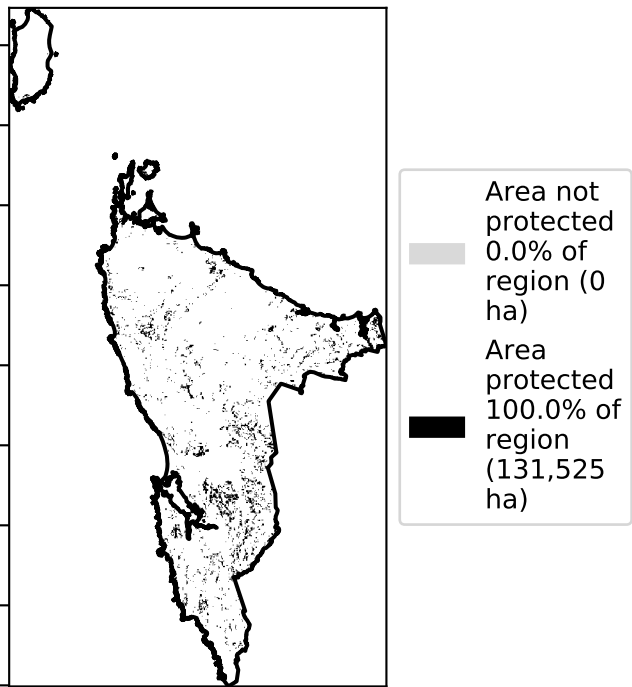 Area not
protected
0.0% of
region (0
ha)
Area
protected
100.0% of
region
(131,525
ha)